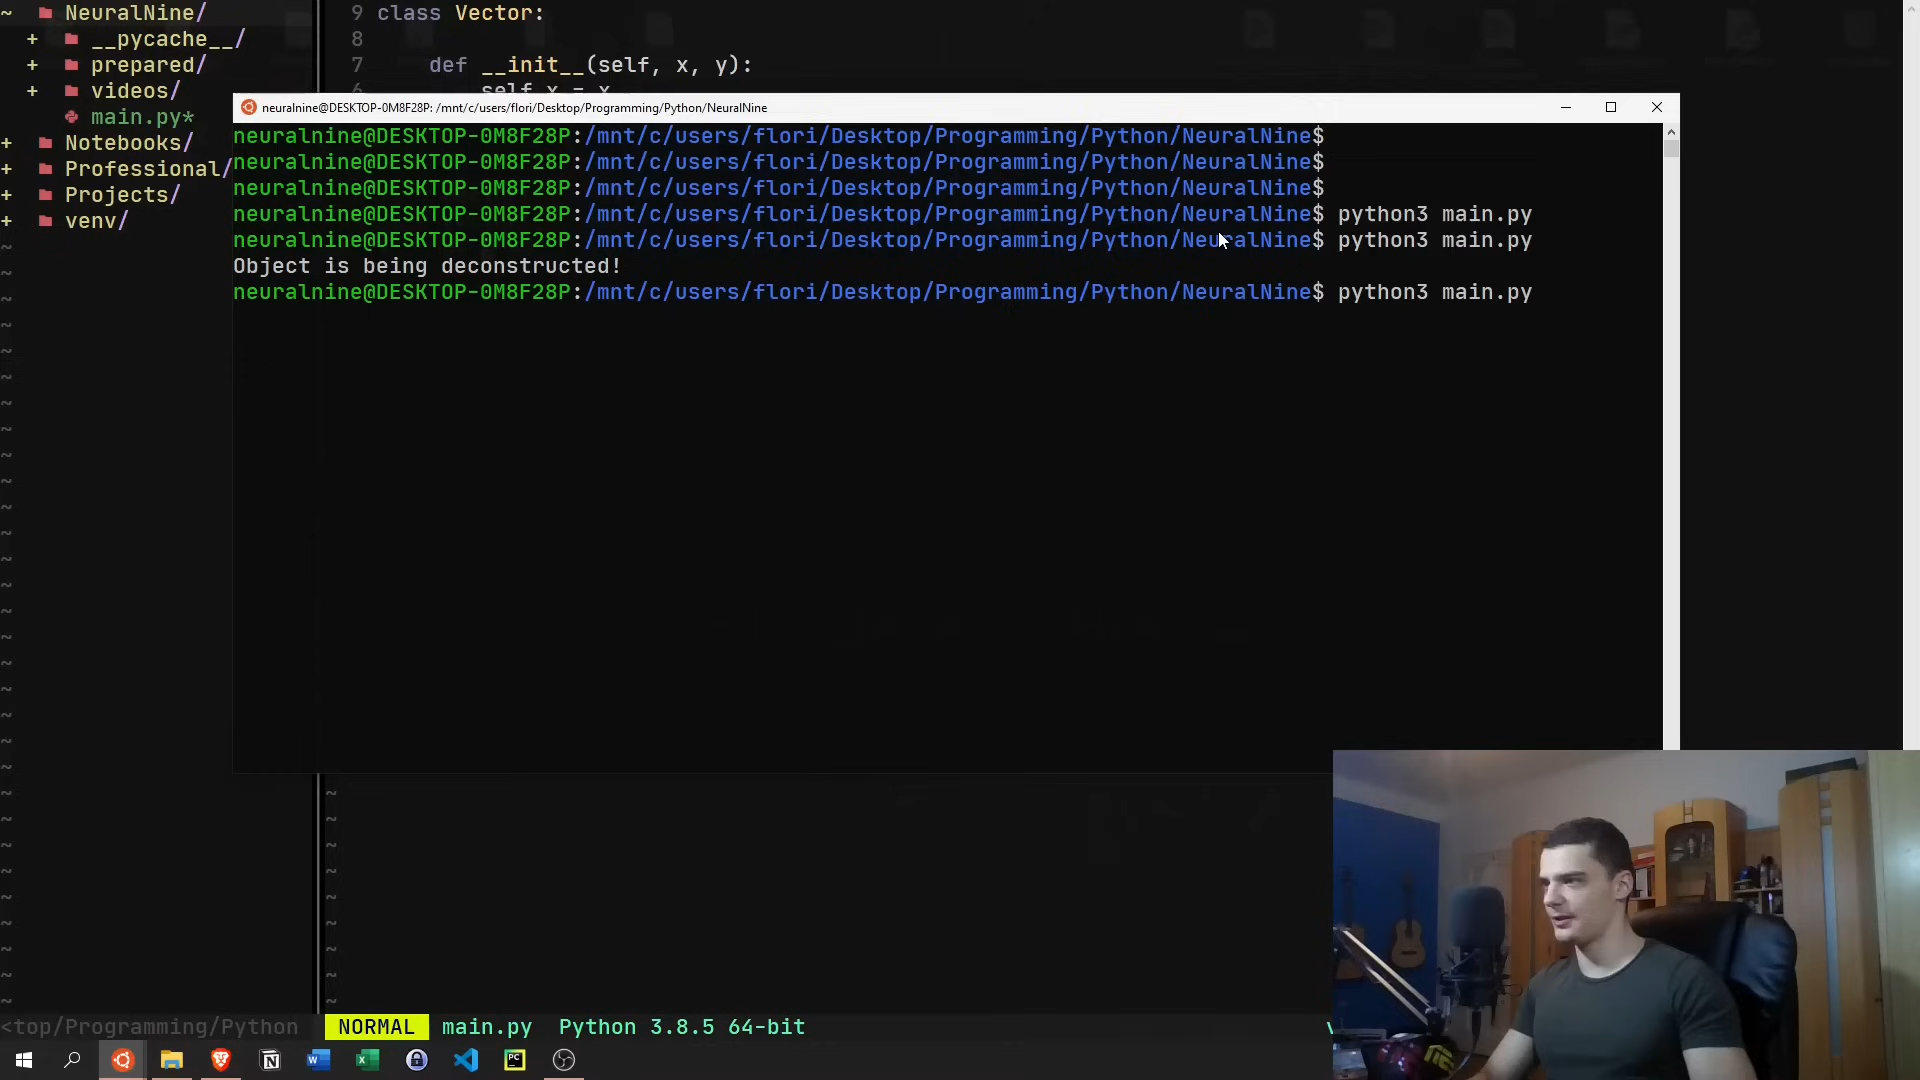 ~ NeuralNine/
+ __pycache__/
+ prepared/
+ videos/
main.py*
+ Notebooks/
+ Professional/
+ Projects/
+ venv/
9 class Vector:
8
7 def __init__(self, x, y):
6 self.x = x
neuralnine@DESKTOP-0M8F28P: /mnt/c/users/flori/Desktop/Programming/Python/NeuralNine
neuralnine@DESKTOP-0M8F28P:/mnt/c/users/flori/Desktop/Programming/Python/NeuralNine$
neuralnine@DESKTOP-0M8F28P:/mnt/c/users/flori/Desktop/Programming/Python/NeuralNine$
neuralnine@DESKTOP-0M8F28P:/mnt/c/users/flori/Desktop/Programming/Python/NeuralNine$
neuralnine@DESKTOP-0M8F28P:/mnt/c/users/flori/Desktop/Programming/Python/NeuralNine$ python3 main.py
neuralnine@DESKTOP-0M8F28P:/mnt/c/users/flori/Desktop/Programming/Python/NeuralNine$ python3 main.py
Object is being deconstructed!
neuralnine@DESKTOP-0M8F28P:/mnt/c/users/flori/Desktop/Programming/Python/NeuralNine$ python3 main.py
<top/Programming/Python NORMAL main.py Python 3.8.5 64-bit